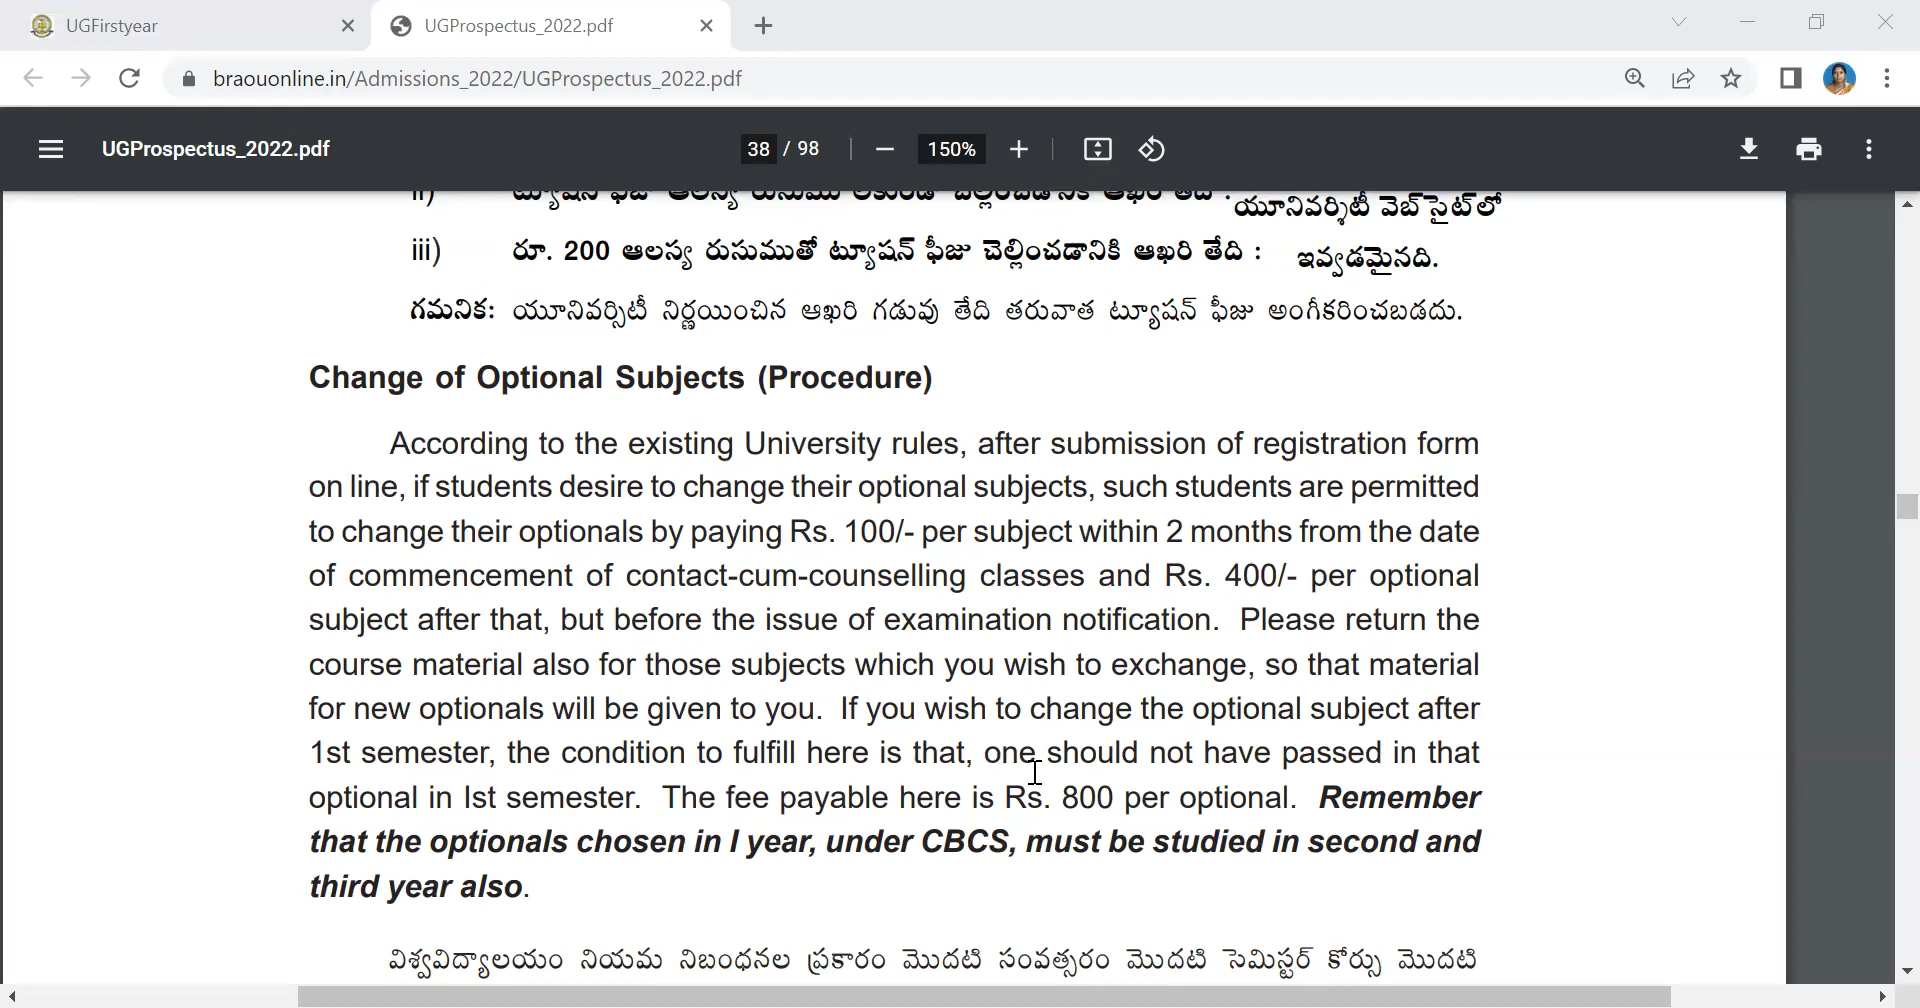 UGFirstyear
UGProspectus_2022.pdf
braouonline.in/Admissions_2022/UGProspectus_2022.pdf
UGProspectus_2022.pdf
38 / 98
150%
ii) ట్యూషన్ ఫీజు ఆలస్య రుసుము లేకుండా చెల్లించడానికి ఆఖరి తేది : యూనివర్శిటీ వెబ్‌సైట్‌లో
iii) రూ. 200 ఆలస్య రుసుముతో ట్యూషన్ ఫీజు చెల్లించడానికి ఆఖరి తేది : ఇవ్వడమైనది.
గమనిక: యూనివర్సిటీ నిర్ణయించిన ఆఖరి గడువు తేది తరువాత ట్యూషన్ ఫీజు అంగీకరించబడదు.
Change of Optional Subjects (Procedure)
According to the existing University rules, after submission of registration form
on line, if students desire to change their optional subjects, such students are permitted
to change their optionals by paying Rs. 100/- per subject within 2 months from the date
of commencement of contact-cum-counselling classes and Rs. 400/- per optional
subject after that, but before the issue of examination notification. Please return the
course material also for those subjects which you wish to exchange, so that material
for new optionals will be given to you. If you wish to change the optional subject after
1st semester, the condition to fulfill here is that, one should not have passed in that
optional in Ist semester. The fee payable here is Rs. 800 per optional. Remember
that the optionals chosen in I year, under CBCS, must be studied in second and
third year also.
విశ్వవిద్యాలయం నియమ నిబంధనల ప్రకారం మొదటి సంవత్సరం మొదటి సెమిస్టర్ కోర్సు మొదటి